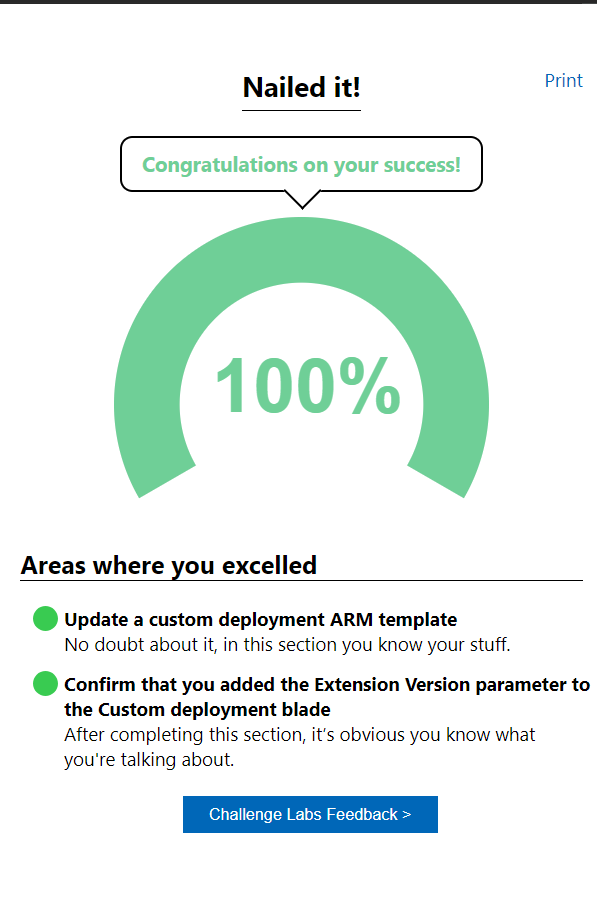 Nailed it!
Print
Congratulations on your success!
100%
Areas where you excelled
Update a custom deployment ARM template
No doubt about it, in this section you know your stuff.
Confirm that you added the Extension Version parameter to
the Custom deployment blade
After completing this section, it’s obvious you know what
you're talking about.
Challenge Labs Feedback >